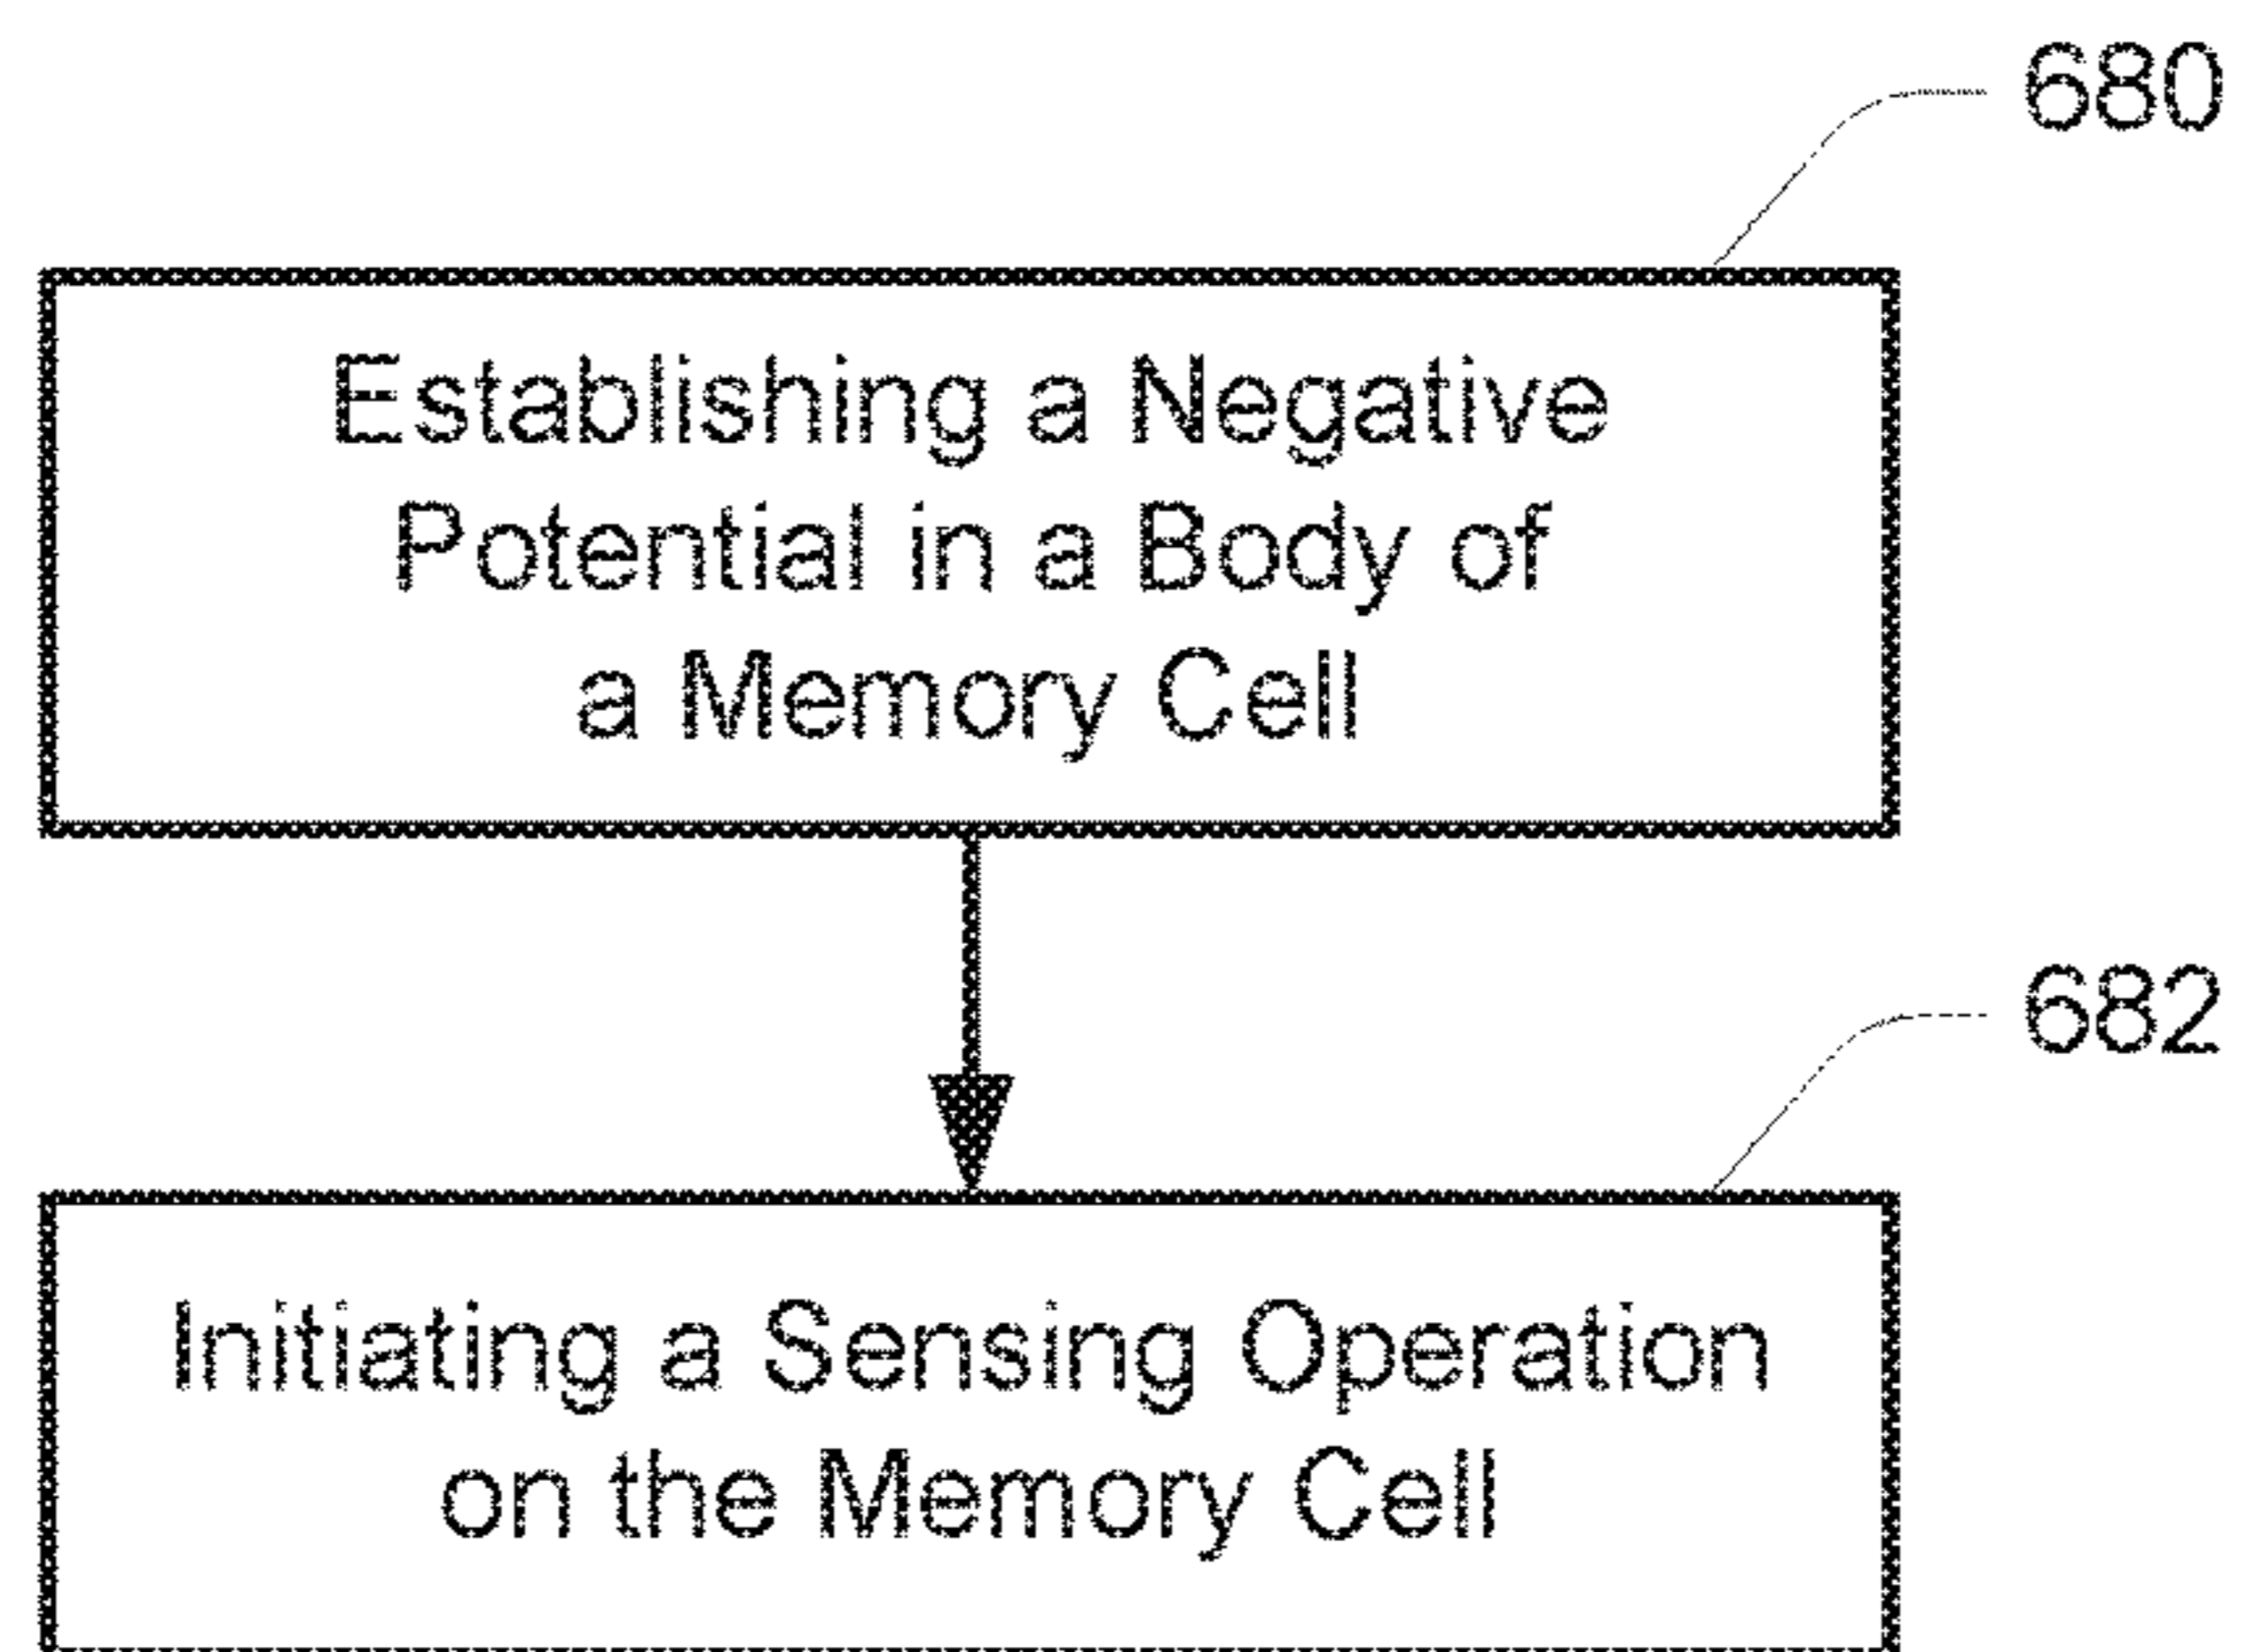 680
Establishing a Negative
Potential in a Body of
a Memory Cell
682
Initiating a Sensing Operation
on the Memory Cell